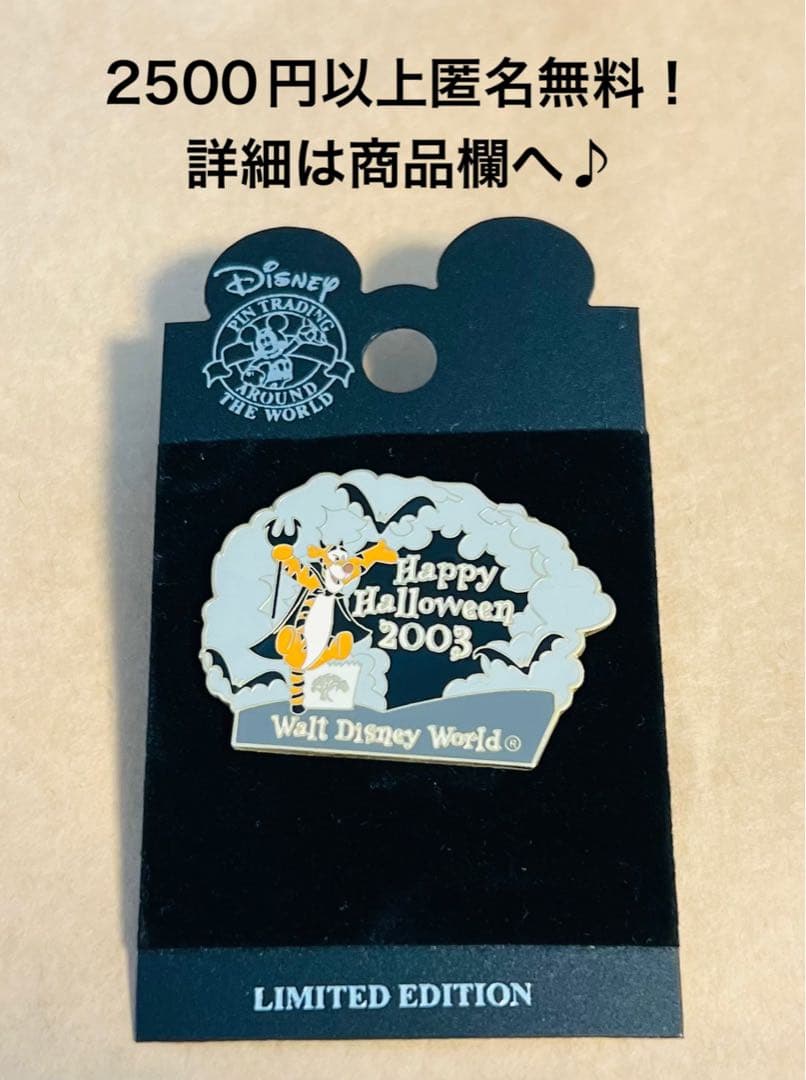 2500円以上匿名無料！
詳細は商品欄へ♪
DISNEY
PIN TRADING
AROUND
THE WORLD
Happy
Halloween
2003
Walt Disney World®
LIMITED EDITION